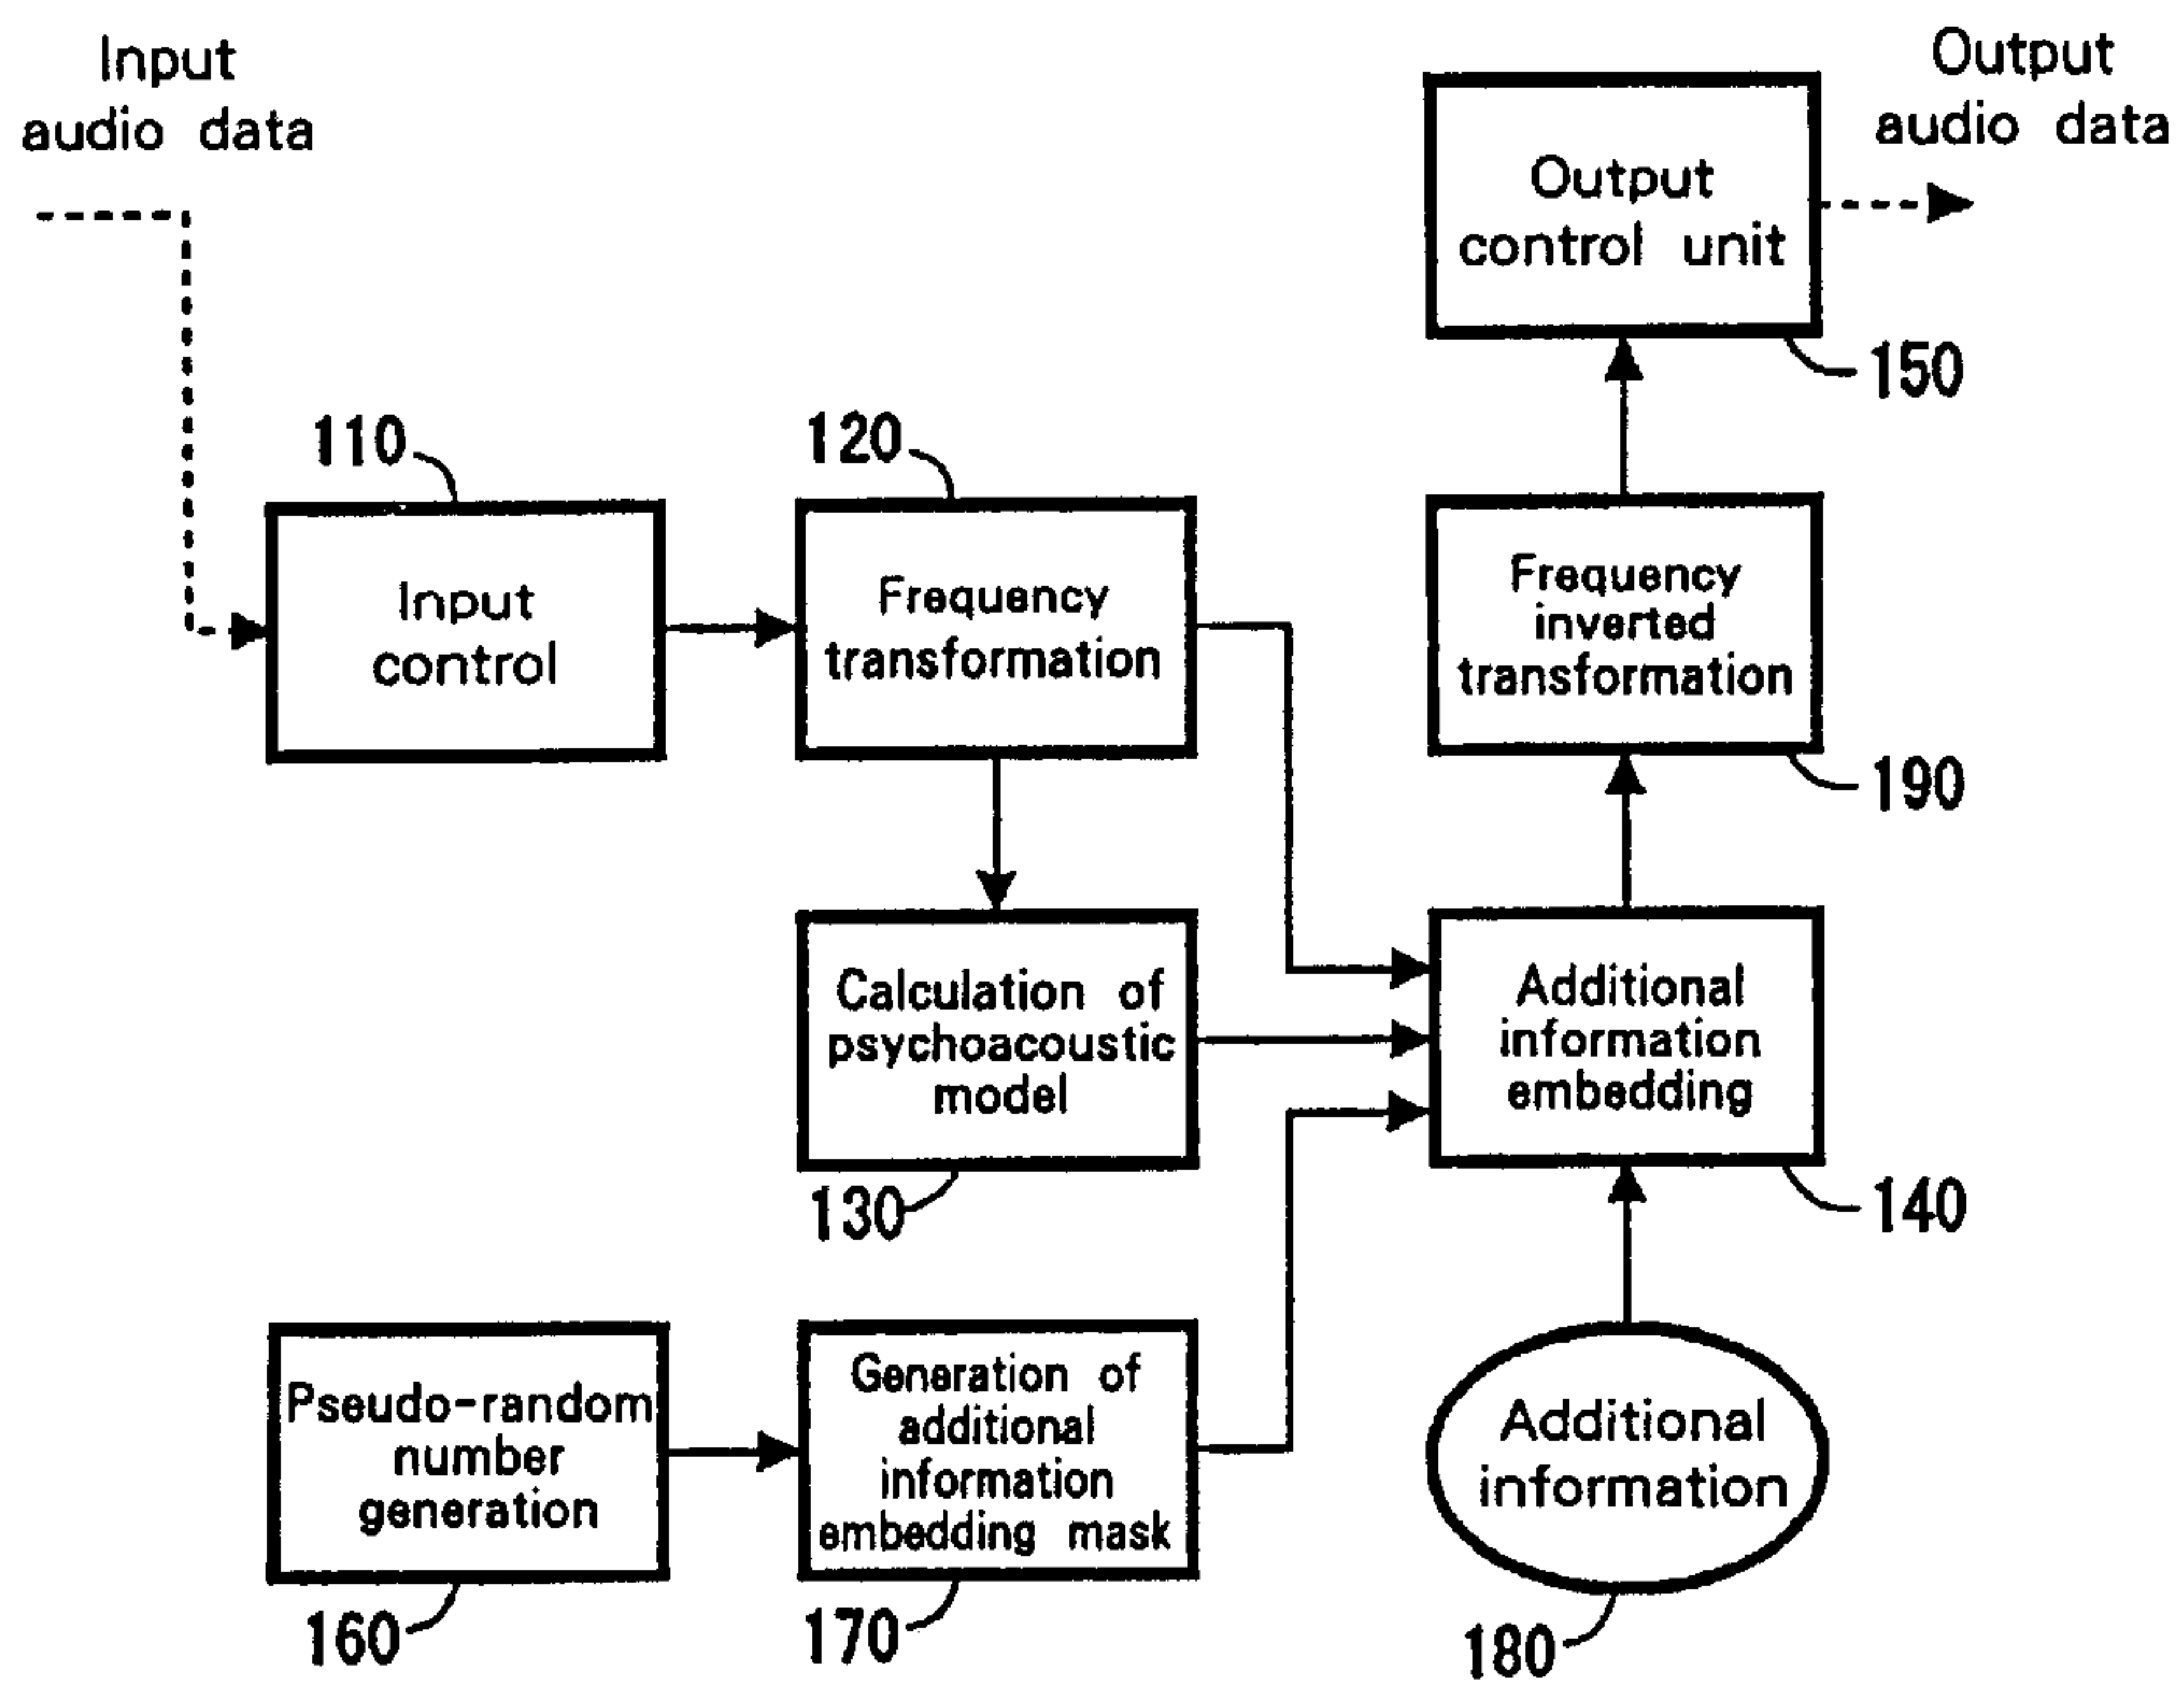 Input
audio data
Output
audio data
Output
control unit
150
110
120
Input
control
Frequency
transformation
Frequency
inverted
transformation
190
Calculation of
psychoacoustic
model
130
Additional
information
embedding
140
Pseudo-random
number
generation
160
Generation of
additional
information
embedding mask
170
Additional
information
180